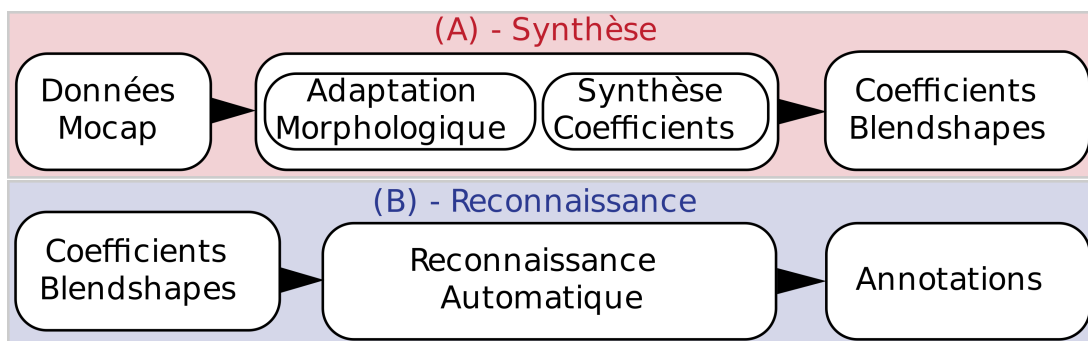 (A) - Synthèse
Données
Mocap
Adaptation
Morphologique
Synthèse
Coefficients
Coefficients
Blendshapes
(B) - Reconnaissance
Coefficients
Blendshapes
Reconnaissance
Automatique
Annotations